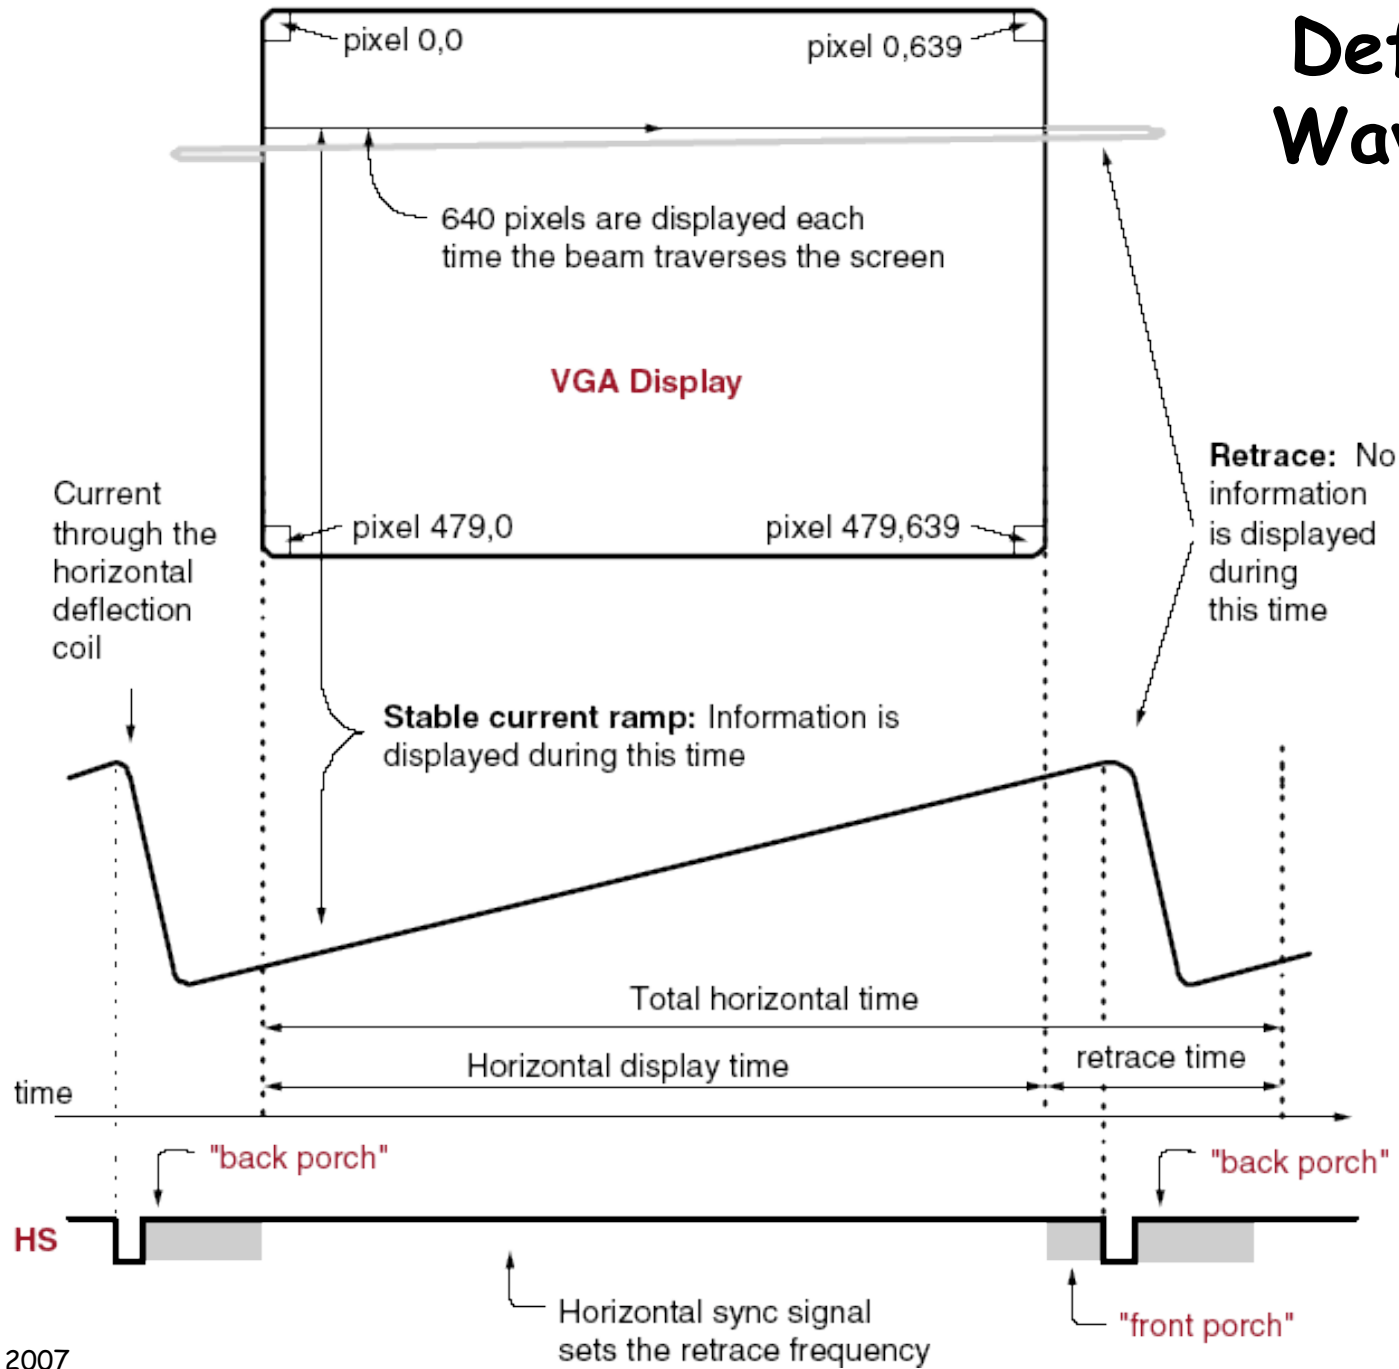 Def
Wav
pixel 0,0
pixel 0,639
640 pixels are displayed each
time the beam traverses the screen
VGA Display
Retrace: No
information
is displayed
during
this time
Current
through the
horizontal
deflection
coil
pixel 479,0
pixel 479,639
Stable current ramp: Information is
displayed during this time
Total horizontal time
Horizontal display time
retrace time
time
"back porch"
"back porch"
HS
Horizontal sync signal
sets the retrace frequency
"front porch"
2007